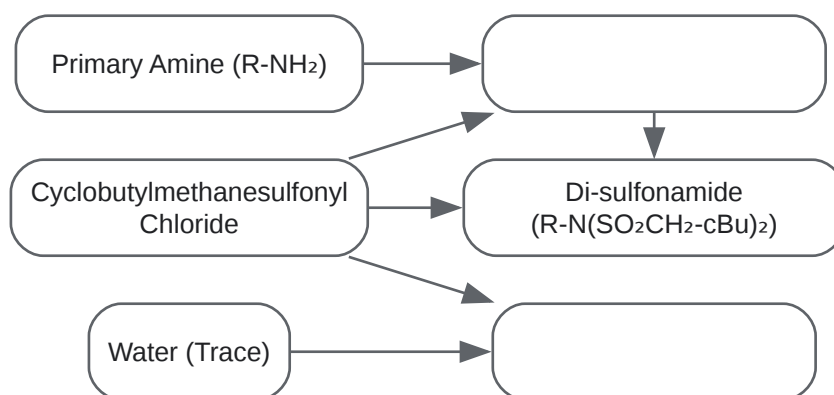 Primary Amine (R-NH₂)
Cyclobutylmethanesulfonyl
Chloride
Di-sulfonamide
(R-N(SO₂CH₂-cBu)₂)
Water (Trace)